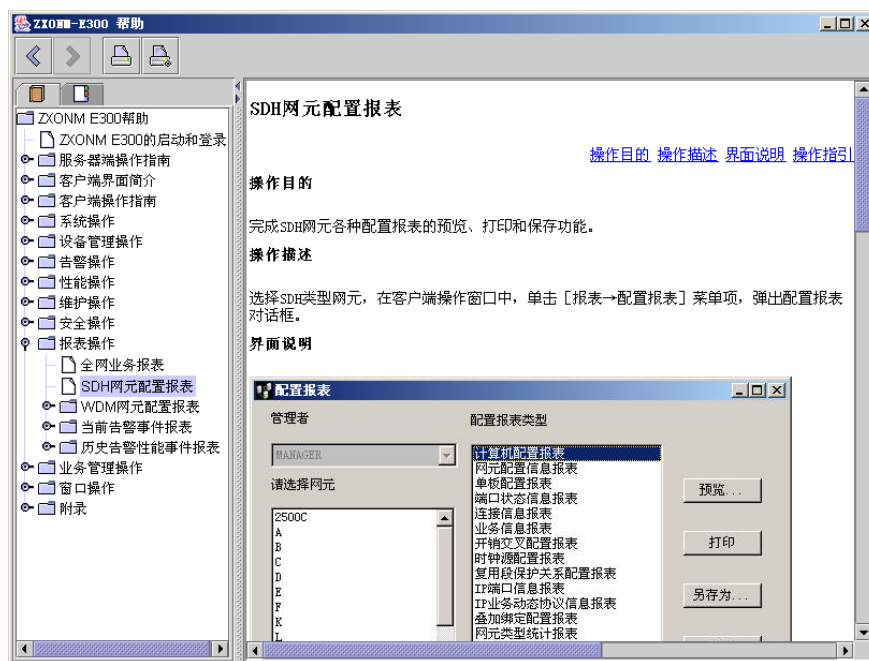 ZXONM-E300 帮助
ZXONM E300帮助
ZXONM E300的启动和登录
服务器端操作指南
客户端界面简介
客户端操作指南
系统操作
设备管理操作
告警操作
性能操作
维护操作
安全操作
报表操作
全网业务报表
SDH网元配置报表
WDM网元配置报表
当前告警事件报表
历史告警性能事件报表
业务管理操作
窗口操作
附录
SDH网元配置报表
操作目的 操作描述 界面说明 操作指引
操作目的
完成SDH网元各种配置报表的预览、打印和保存功能。
操作描述
选择SDH类型网元，在客户端操作窗口中，单击［报表→配置报表］菜单项，弹出配置报表
对话框。
界面说明
配置报表
管理者
MANAGER
请选择网元
2500C
A
B
C
D
E
F
K
L
配置报表类型
计算机配置报表
网元配置信息报表
单板配置报表
端口状态信息报表
连接信息报表
业务信息报表
开销交叉配置报表
时钟源配置报表
复用段保护关系配置报表
IP端口信息报表
IP业务动态协议信息报表
叠加绑定配置报表
网元类型统计报表
预览...
打印
另存为...